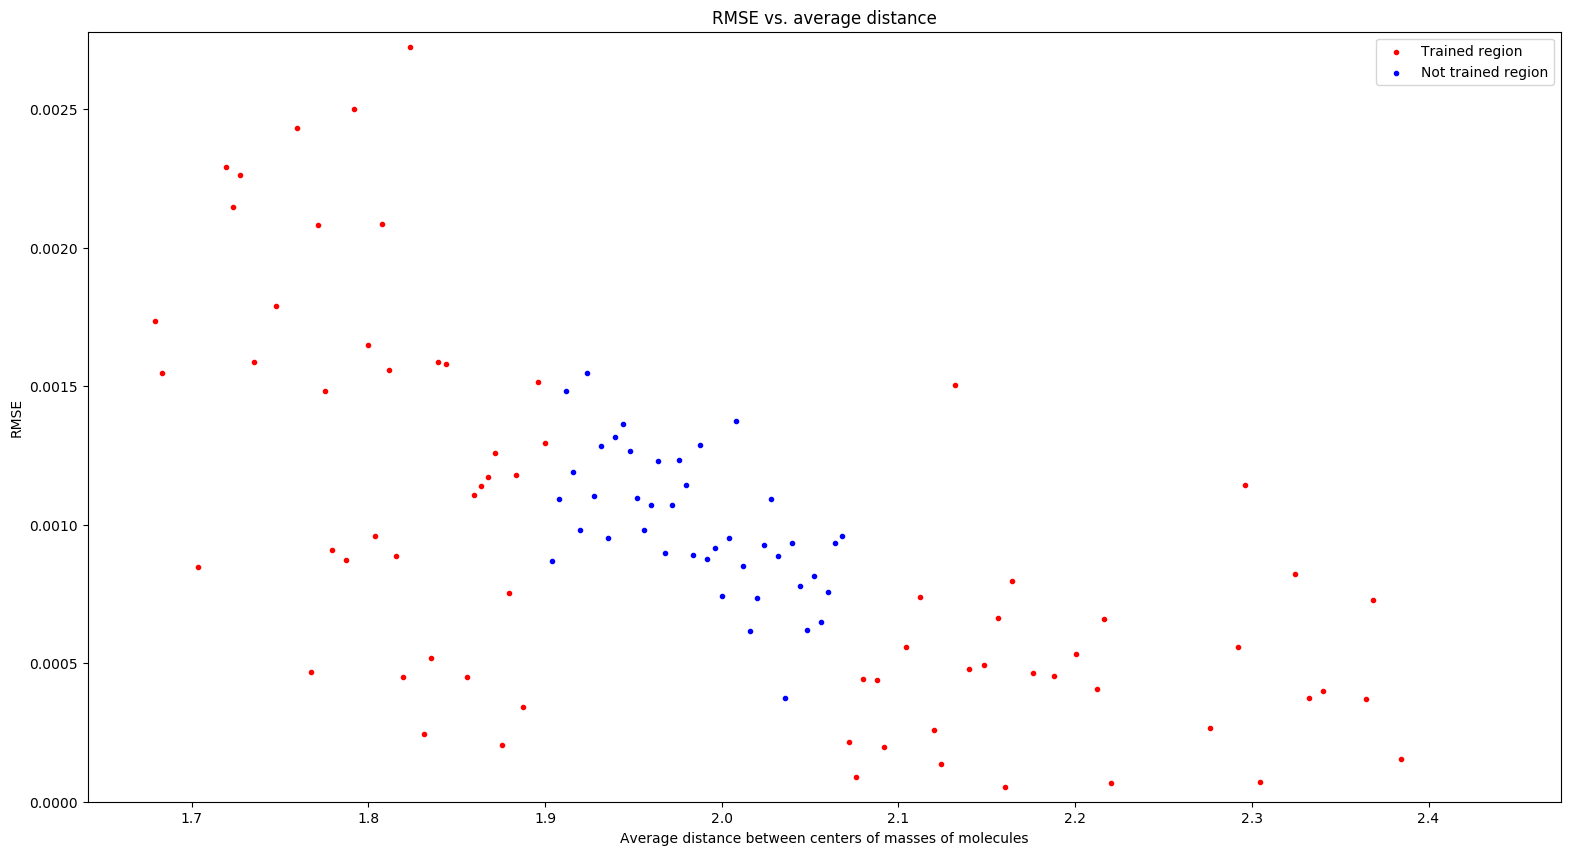 RMSE vs. average distance
Trained region
Not trained region
0.0025
0.0020
0.0015
0.0010
0.0005
0.0000
RMSE
1.7 1.8 1.9 2.0 2.1 2.2 2.3 2.4
Average distance between centers of masses of molecules